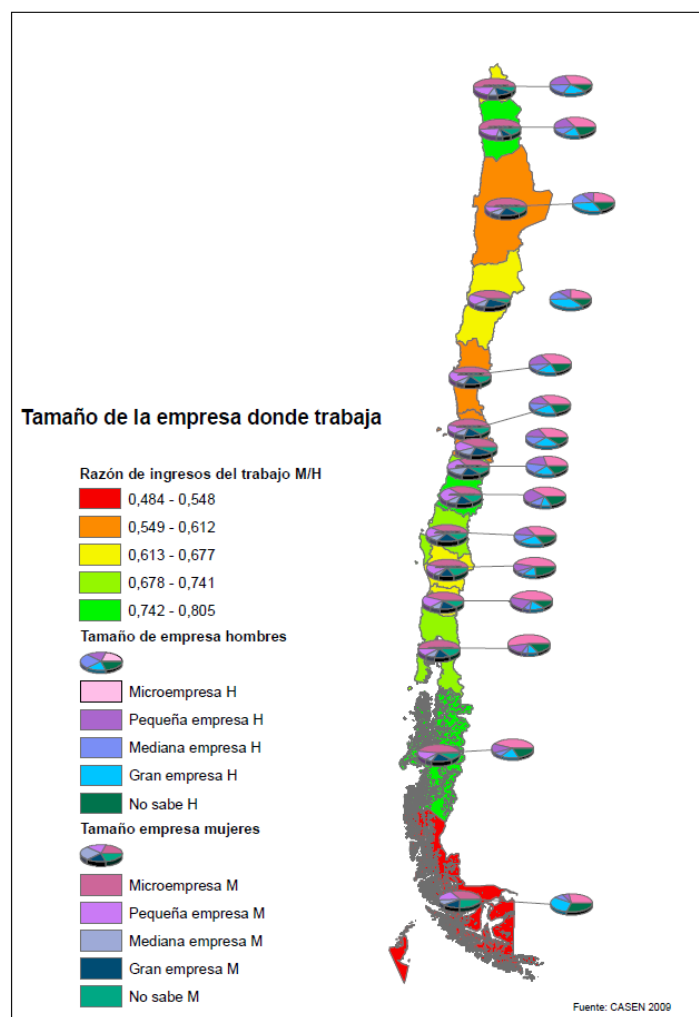 Tamaño de la empresa donde trabaja
Razón de ingresos del trabajo M/H
0,484 - 0,548
0,549 - 0,612
0,613 - 0,677
0,678 - 0,741
0,742 - 0,805
Tamaño de empresa hombres
Microempresa H
Pequeña empresa H
Mediana empresa H
Gran empresa H
No sabe H
Tamaño empresa mujeres
Microempresa M
Pequeña empresa M
Mediana empresa M
Gran empresa M
No sabe M
Fuente: CASEN 2009